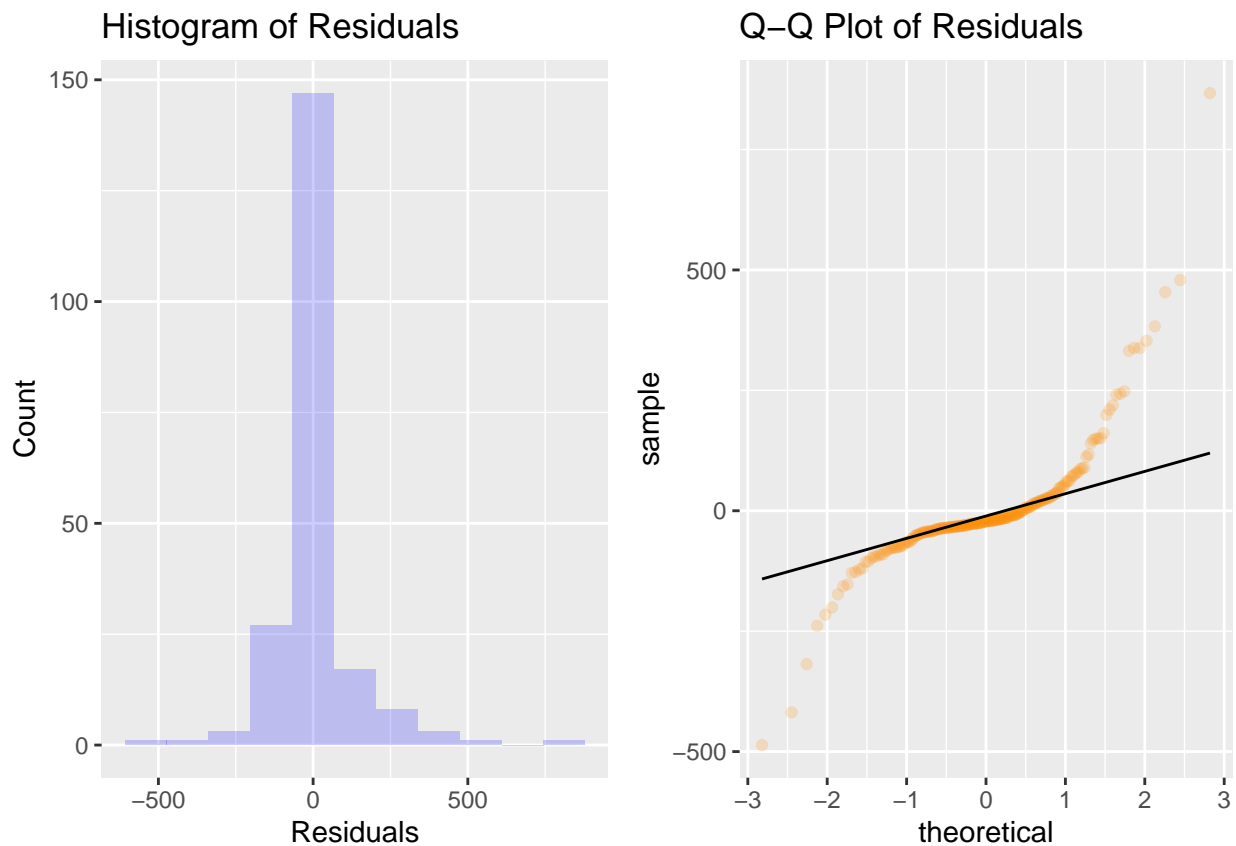 Histogram of Residuals
150
100
50
0
Count
−500
0
500
Residuals
Q−Q Plot of Residuals
500
0
−500
sample
−3
−2
−1
0
1
2
3
theoretical